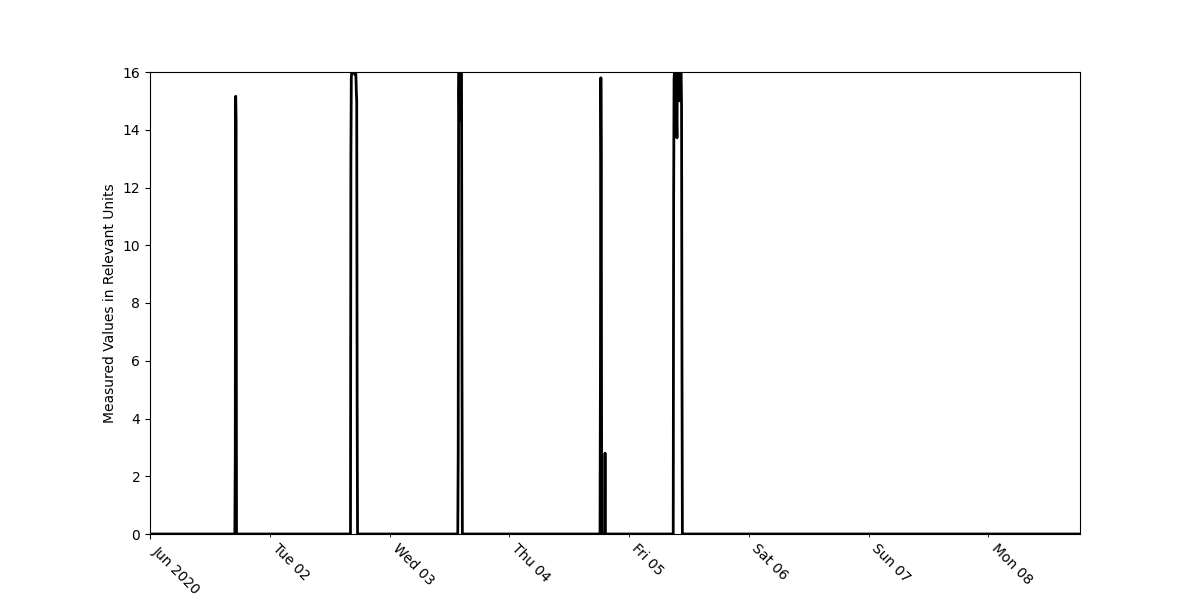 16
14
12
10
8
6
4
2
0
Measured Values in Relevant Units
Jun 2020
Tue 02
Wed 03
Thu 04
Fri 05
Sat 06
Sun 07
Mon 08